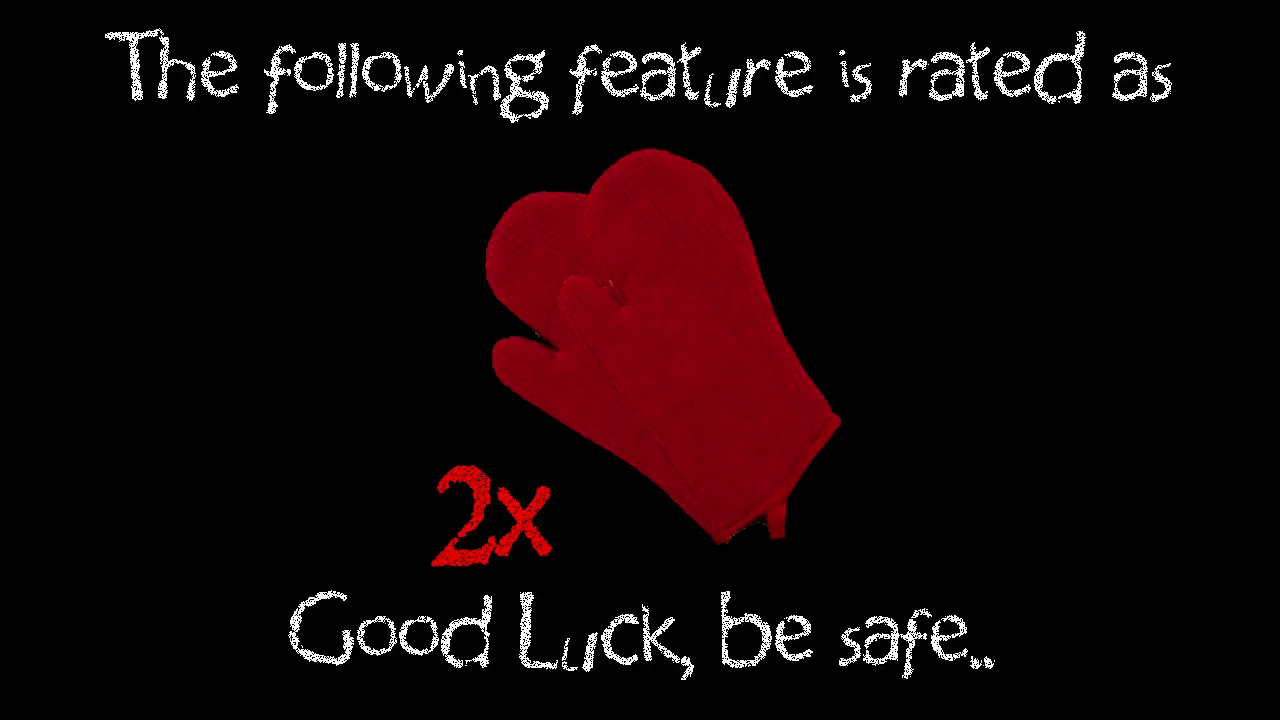 The following feature is rated as
2x
Good Luck, be safe..